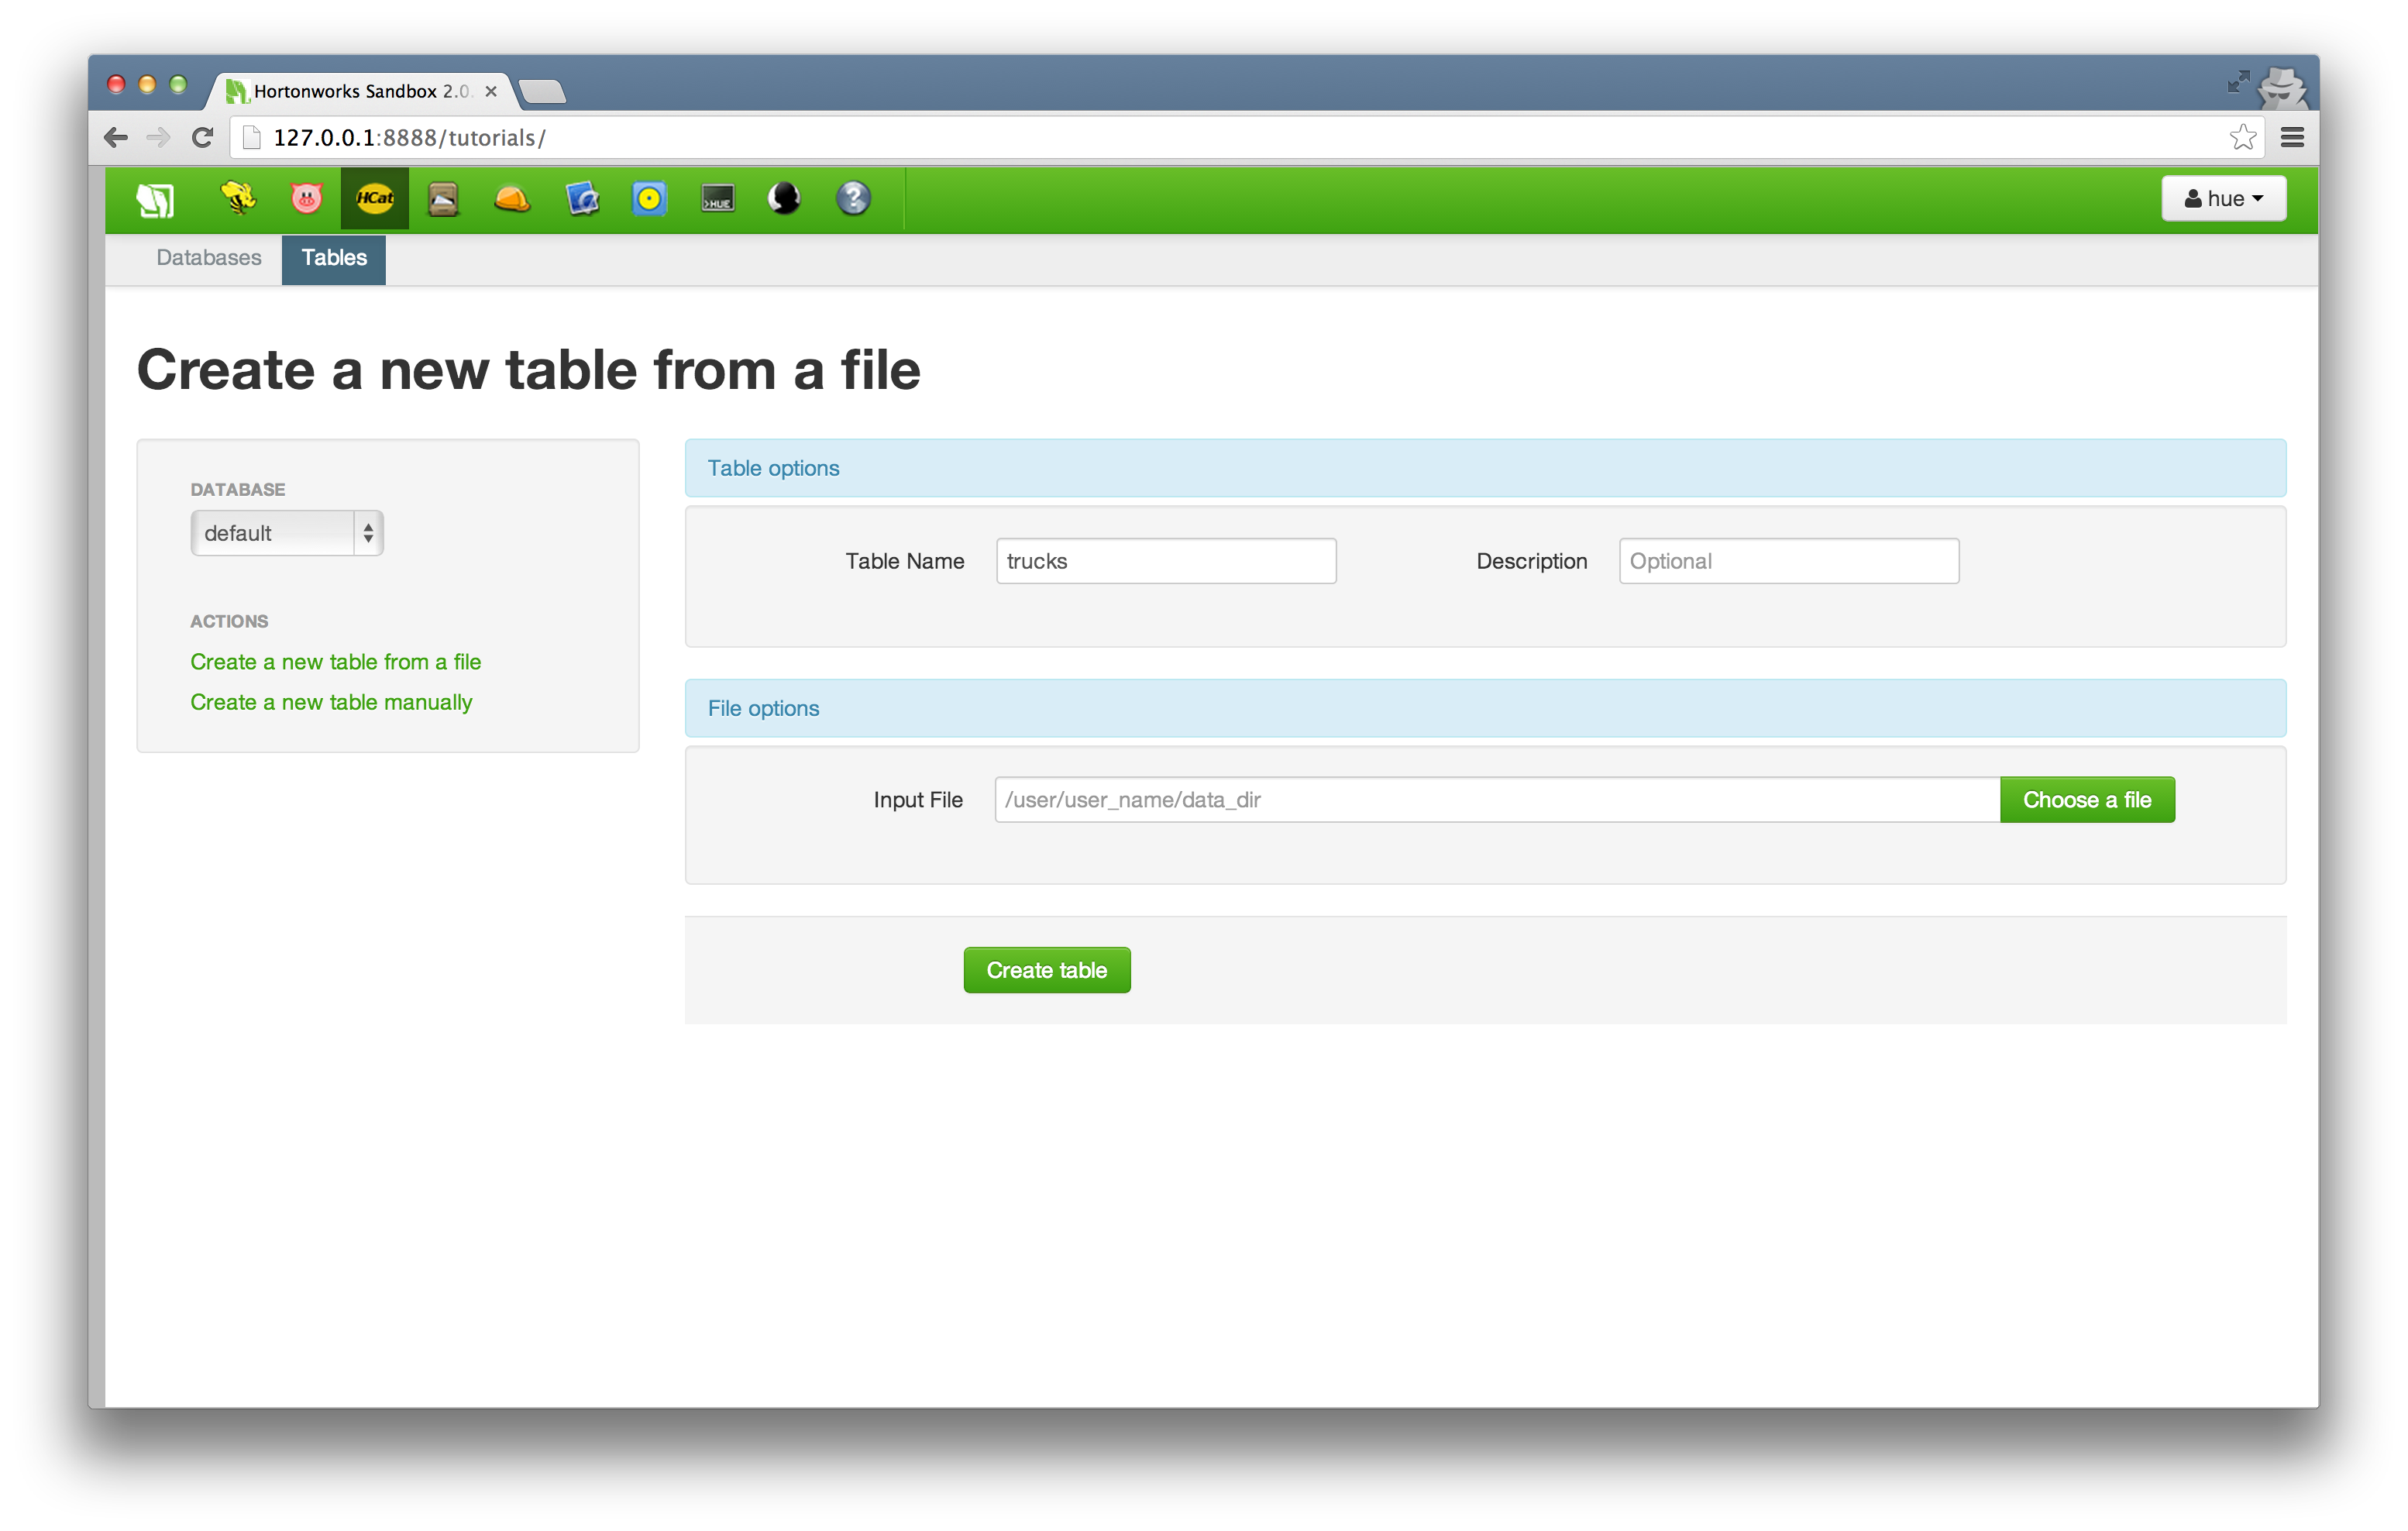 Hortonworks Sandbox 2.0.
127.0.0.1:8888/tutorials/
HCat
>HUE
?
hue
Databases
Tables
Create a new table from a file
DATABASE
default
ACTIONS
Create a new table from a file
Create a new table manually
Table options
Table Name
trucks
Description
Optional
File options
Input File
/user/user_name/data_dir
Choose a file
Create table